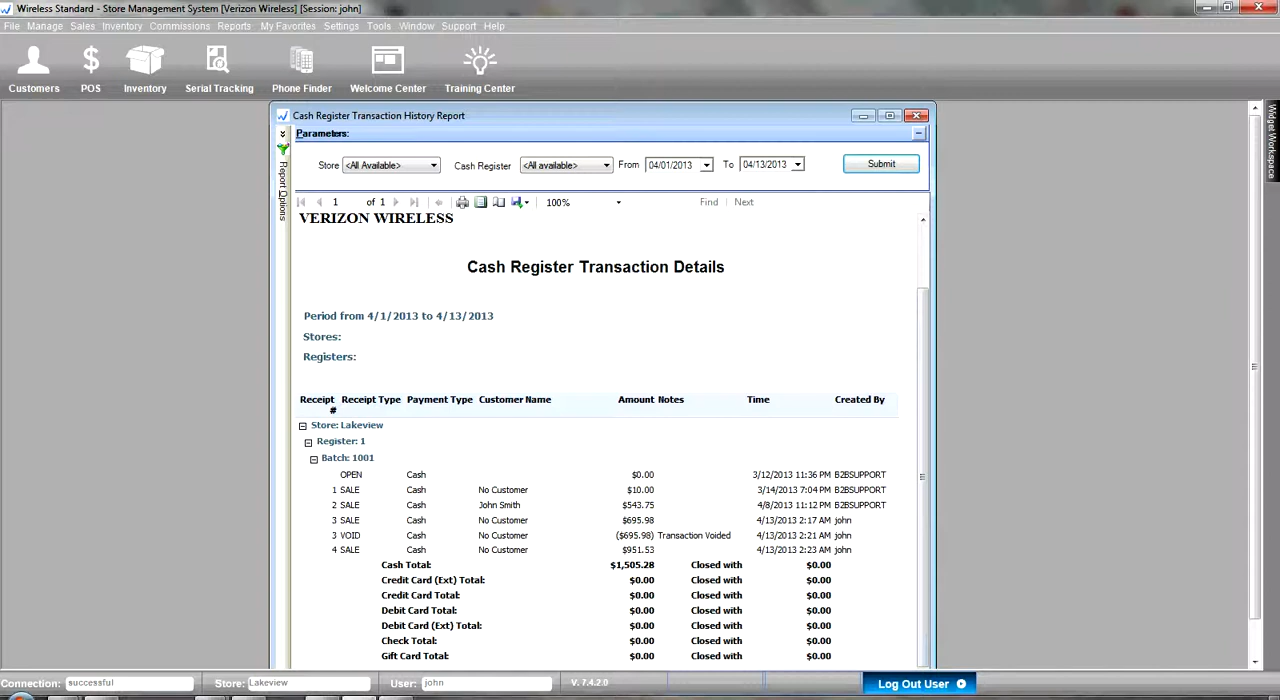 Wireless Standard - Store Management System [Verizon Wireless] [Session: john]
File Manage Sales Inventory Commissions Reports My Favorites Settings Tools Window Support Help
Customers POS Inventory Serial Tracking Phone Finder Welcome Center Training Center
Widget Workspace
Cash Register Transaction History Report
Parameters:
Report Options
Store <All Available> Cash Register <All available> From 04/01/2013 To 04/13/2013 Submit
1 of 1 100% Find Next
VERIZON WIRELESS
Cash Register Transaction Details
Period from 4/1/2013 to 4/13/2013
Stores:
Registers:
Receipt # Receipt Type Payment Type Customer Name Amount Notes Time Created By
Store: Lakeview
Register: 1
Batch: 1001
OPEN Cash $0.00 3/12/2013 11:36 PM B2BSUPPORT
1 SALE Cash No Customer $10.00 3/14/2013 7:04 PM B2BSUPPORT
2 SALE Cash John Smith $543.75 4/8/2013 11:12 PM B2BSUPPORT
3 SALE Cash No Customer $695.98 4/13/2013 2:17 AM john
3 VOID Cash No Customer ($695.98) Transaction Voided 4/13/2013 2:21 AM john
4 SALE Cash No Customer $951.53 4/13/2013 2:23 AM john
Cash Total: $1,505.28 Closed with $0.00
Credit Card (Ext) Total: $0.00 Closed with $0.00
Credit Card Total: $0.00 Closed with $0.00
Debit Card Total: $0.00 Closed with $0.00
Debit Card (Ext) Total: $0.00 Closed with $0.00
Check Total: $0.00 Closed with $0.00
Gift Card Total: $0.00 Closed with $0.00
Connection: successful Store: Lakeview User: john V. 7.4.2.0 Log Out User